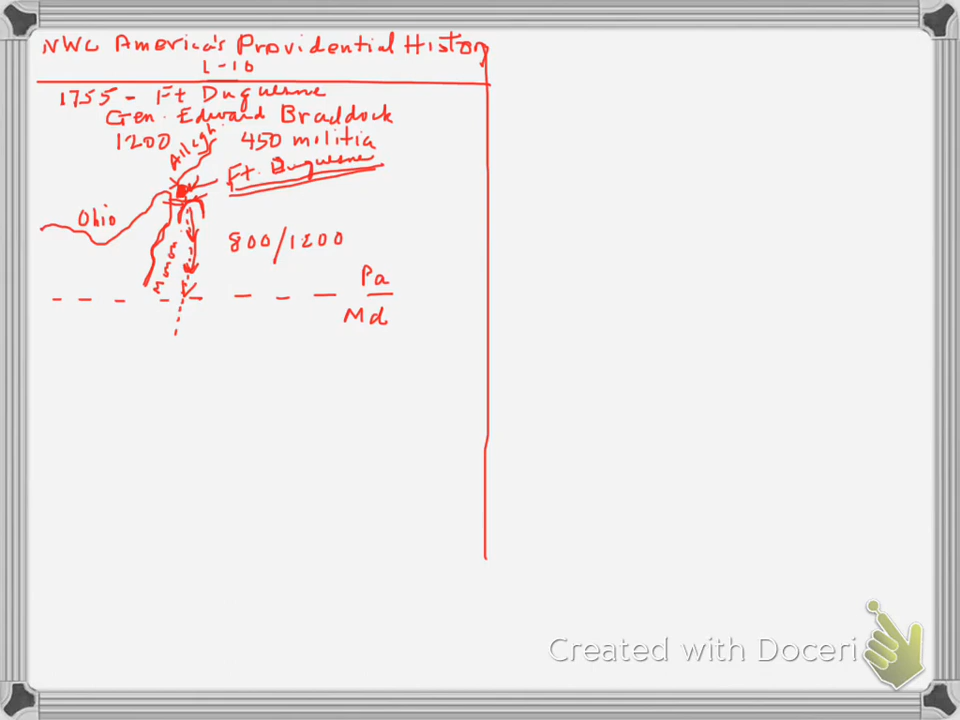 NWC America's Providential History
L-10
1755 - Ft Duquesne
Gen. Edward Braddock
1200 450 militia
Allegh.
Ft. Duquesne
Ohio
800/1200
Pa
Md
Created with Doceri